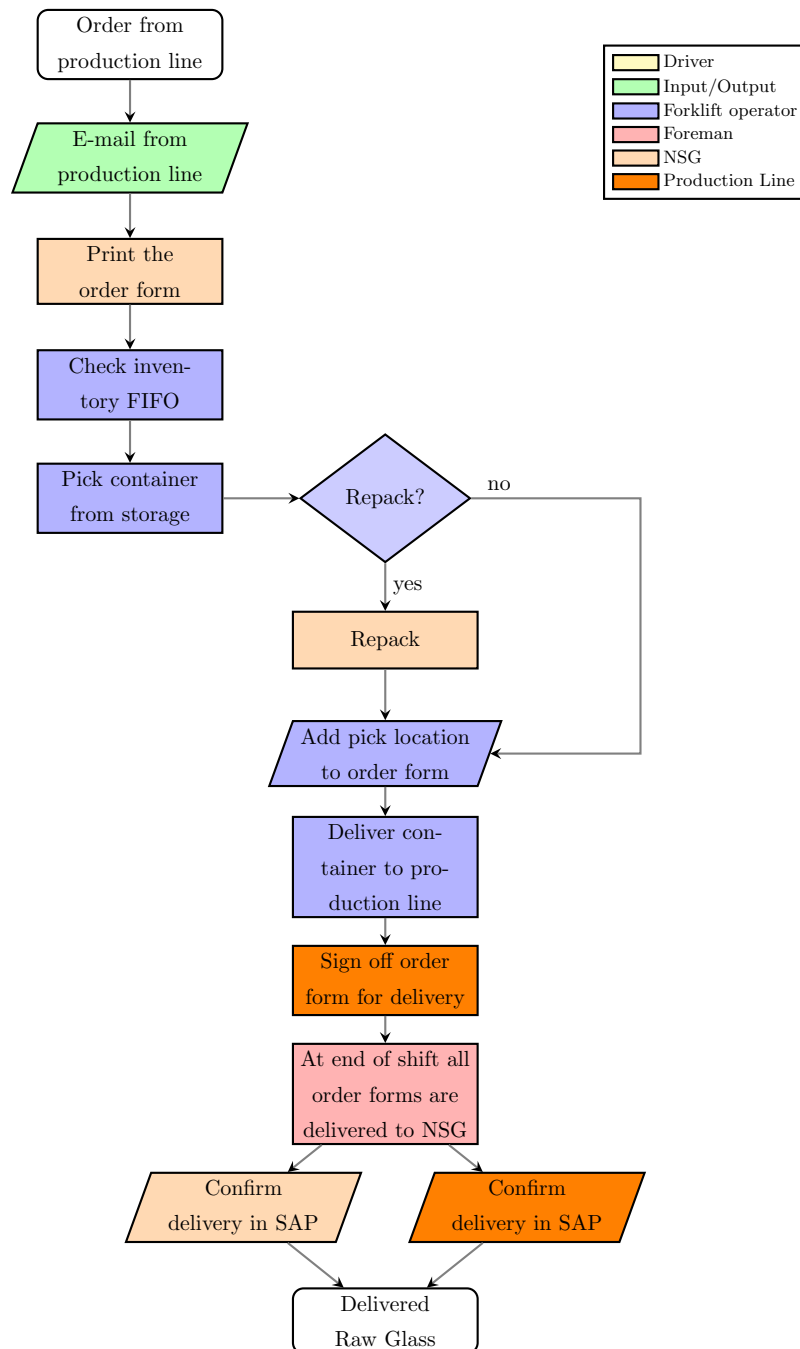 Order from
production line
Driver
Input/Output
Forklift operator
Foreman
NSG
Production Line
E-mail from
production line
Print the
order form
Check inven-
tory FIFO
Pick container
from storage
Repack?
no
yes
Repack
Add pick location
to order form
Deliver con-
tainer to pro-
duction line
Sign off order
form for delivery
At end of shift all
order forms are
delivered to NSG
Confirm
delivery in SAP
Confirm
delivery in SAP
Delivered
Raw Glass